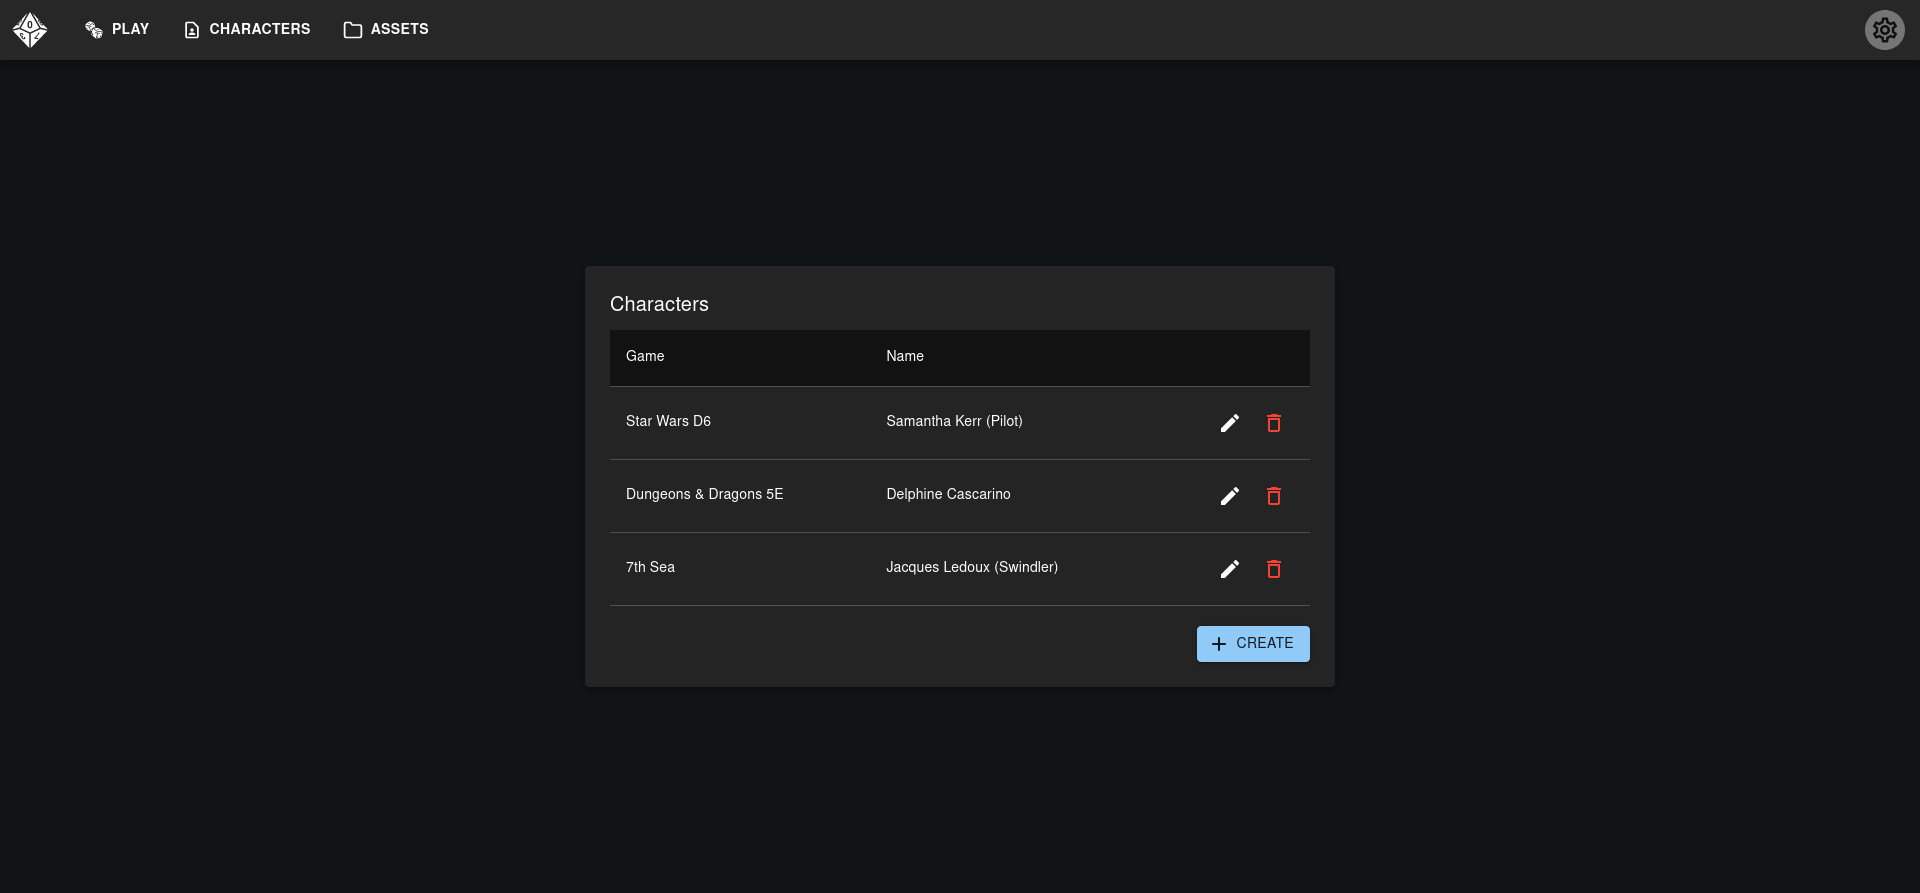 PLAY CHARACTERS ASSETS
Characters
Game Name
Star Wars D6 Samantha Kerr (Pilot)
Dungeons & Dragons 5E Delphine Cascarino
7th Sea Jacques Ledoux (Swindler)
CREATE